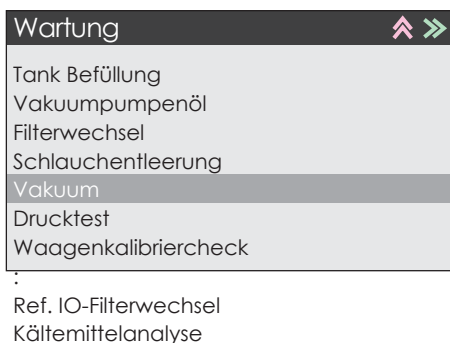 Wartung
Tank Befüllung
Vakuumpumpenöl
Filterwechsel
Schlauchentleerung
Vakuum
Drucktest
Waagenkalibriercheck
:
Ref. IO-Filterwechsel
Kältemittelanalyse